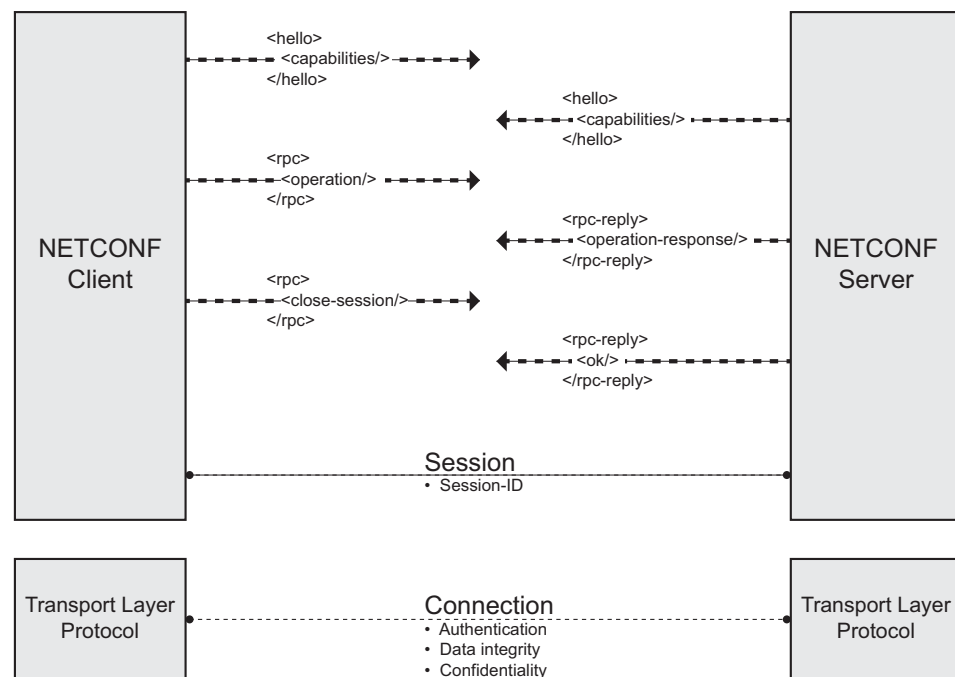 <hello>
<capabilities/>
</hello>
<hello>
<capabilities/>
</hello>
<rpc>
<operation/>
</rpc>
<rpc-reply>
<operation-response/>
</rpc-reply>
NETCONF
Client
NETCONF
Server
<rpc>
<close-session/>
</rpc>
<rpc-reply>
<ok/>
</rpc-reply>
Session
• Session-ID
Transport Layer
Protocol
Connection
• Authentication
• Data integrity
• Confidentiality
Transport Layer
Protocol